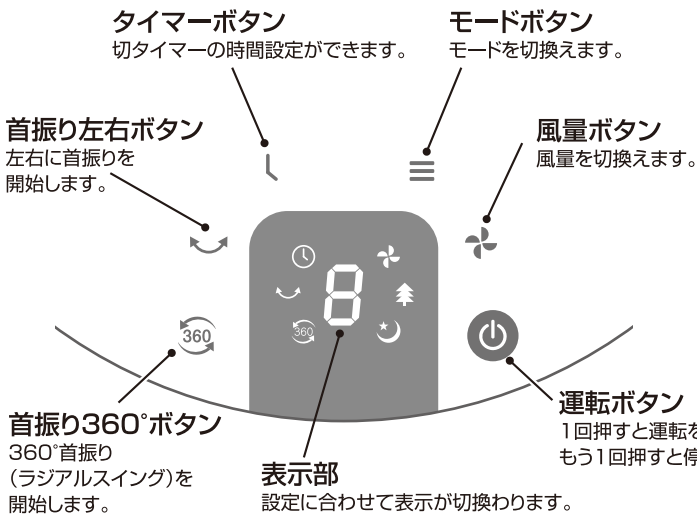 タイマーボタン
切タイマーの時間設定ができます。
モードボタン
モードを切換えます。
首振り左右ボタン
左右に首振りを
開始します。
風量ボタン
風量を切換えます。
360
8
360
首振り360°ボタン
360°首振り
(ラジアルスイング)を
開始します。
表示部
設定に合わせて表示が切換わります。
運転ボタン
1回押すと運転を
もう1回押すと停